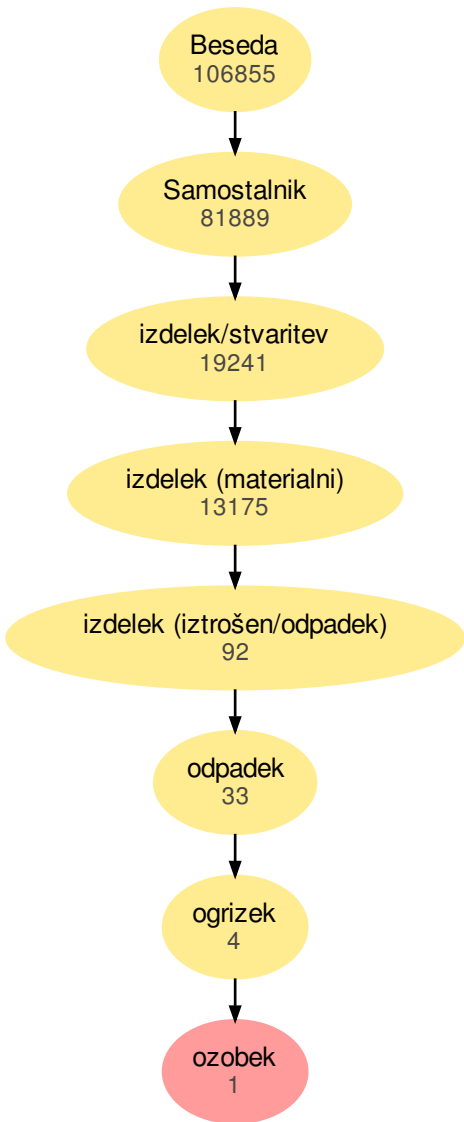 Beseda
106855
Samostalnik
81889
izdelek/stvaritev
19241
izdelek (materialni)
13175
izdelek (iztrošen/odpadek)
92
odpadek
33
ogrizek
4
ozobek
1